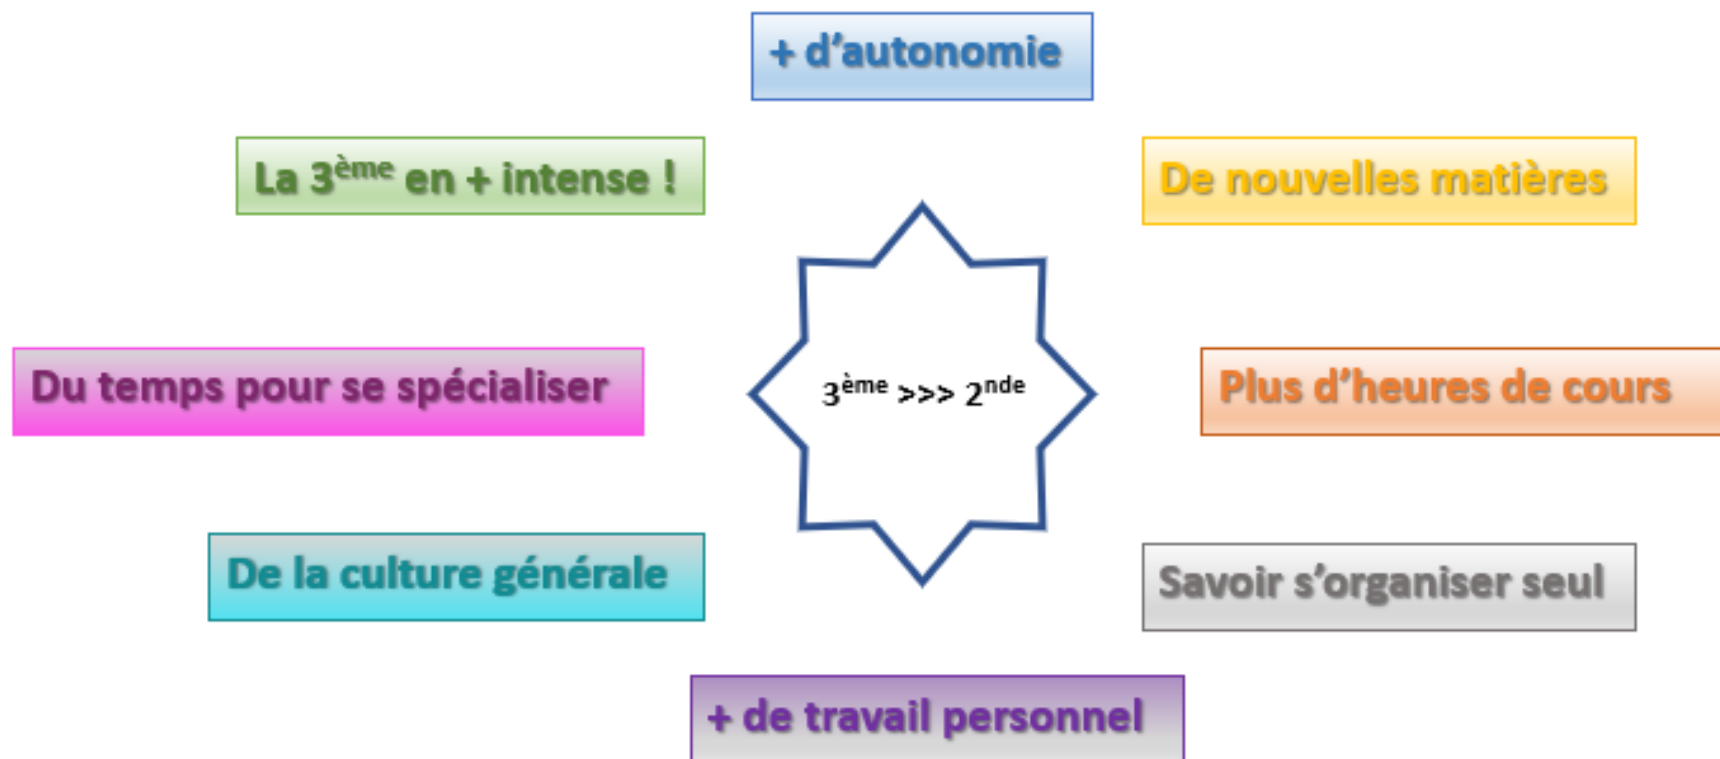 + d’autonomie
La 3ème en + intense !
De nouvelles matières
Du temps pour se spécialiser
3ème >>> 2nde
Plus d’heures de cours
De la culture générale
Savoir s’organiser seul
+ de travail personnel